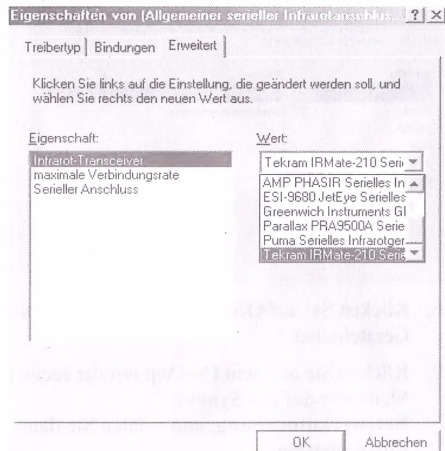 Eigenschaften von (Allgemeiner serieller Infrarotanschlus...
Treibertyp Bindungen Erweitert
Klicken Sie links auf die Einstellung, die geändert werden soll, und
wählen Sie rechts den neuen Wert aus.
Eigenschaft: Wert:
Infrarot-Transceiver
maximale Verbindungsrate
Serieller Anschluss
Tekram IRMate-210 Serie
AMP PHASIR Serielles In
ESI-9680 JetEye Serielles
Greenwich Instruments GI
Parallax PRA9500A Serie
Puma Serielles Infrarotger
Tekram IRMate-210 Serie
OK Abbrechen